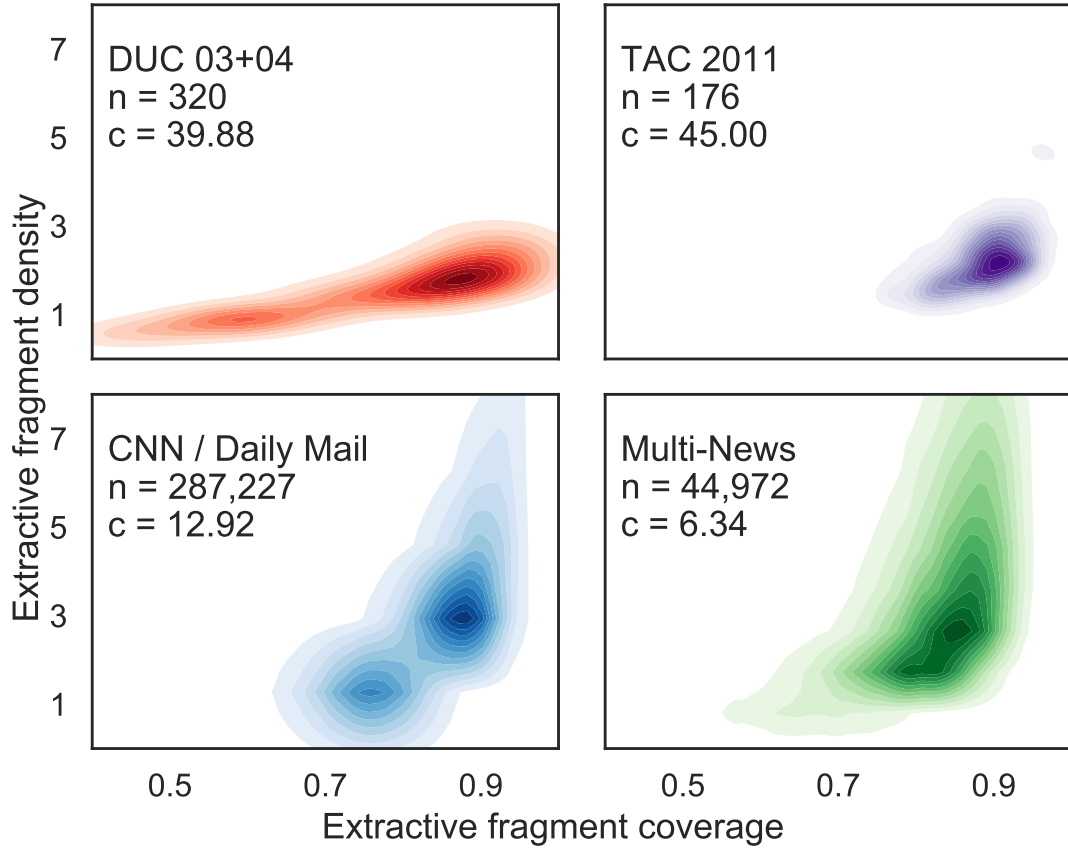 DUC 03+04
n = 320
c = 39.88
TAC 2011
n = 176
c = 45.00
7
5
3
1
CNN / Daily Mail
n = 287,227
c = 12.92
Multi-News
n = 44,972
c = 6.34
7
5
3
1
Extractive fragment density
0.5 0.7 0.9
0.5 0.7 0.9
Extractive fragment coverage